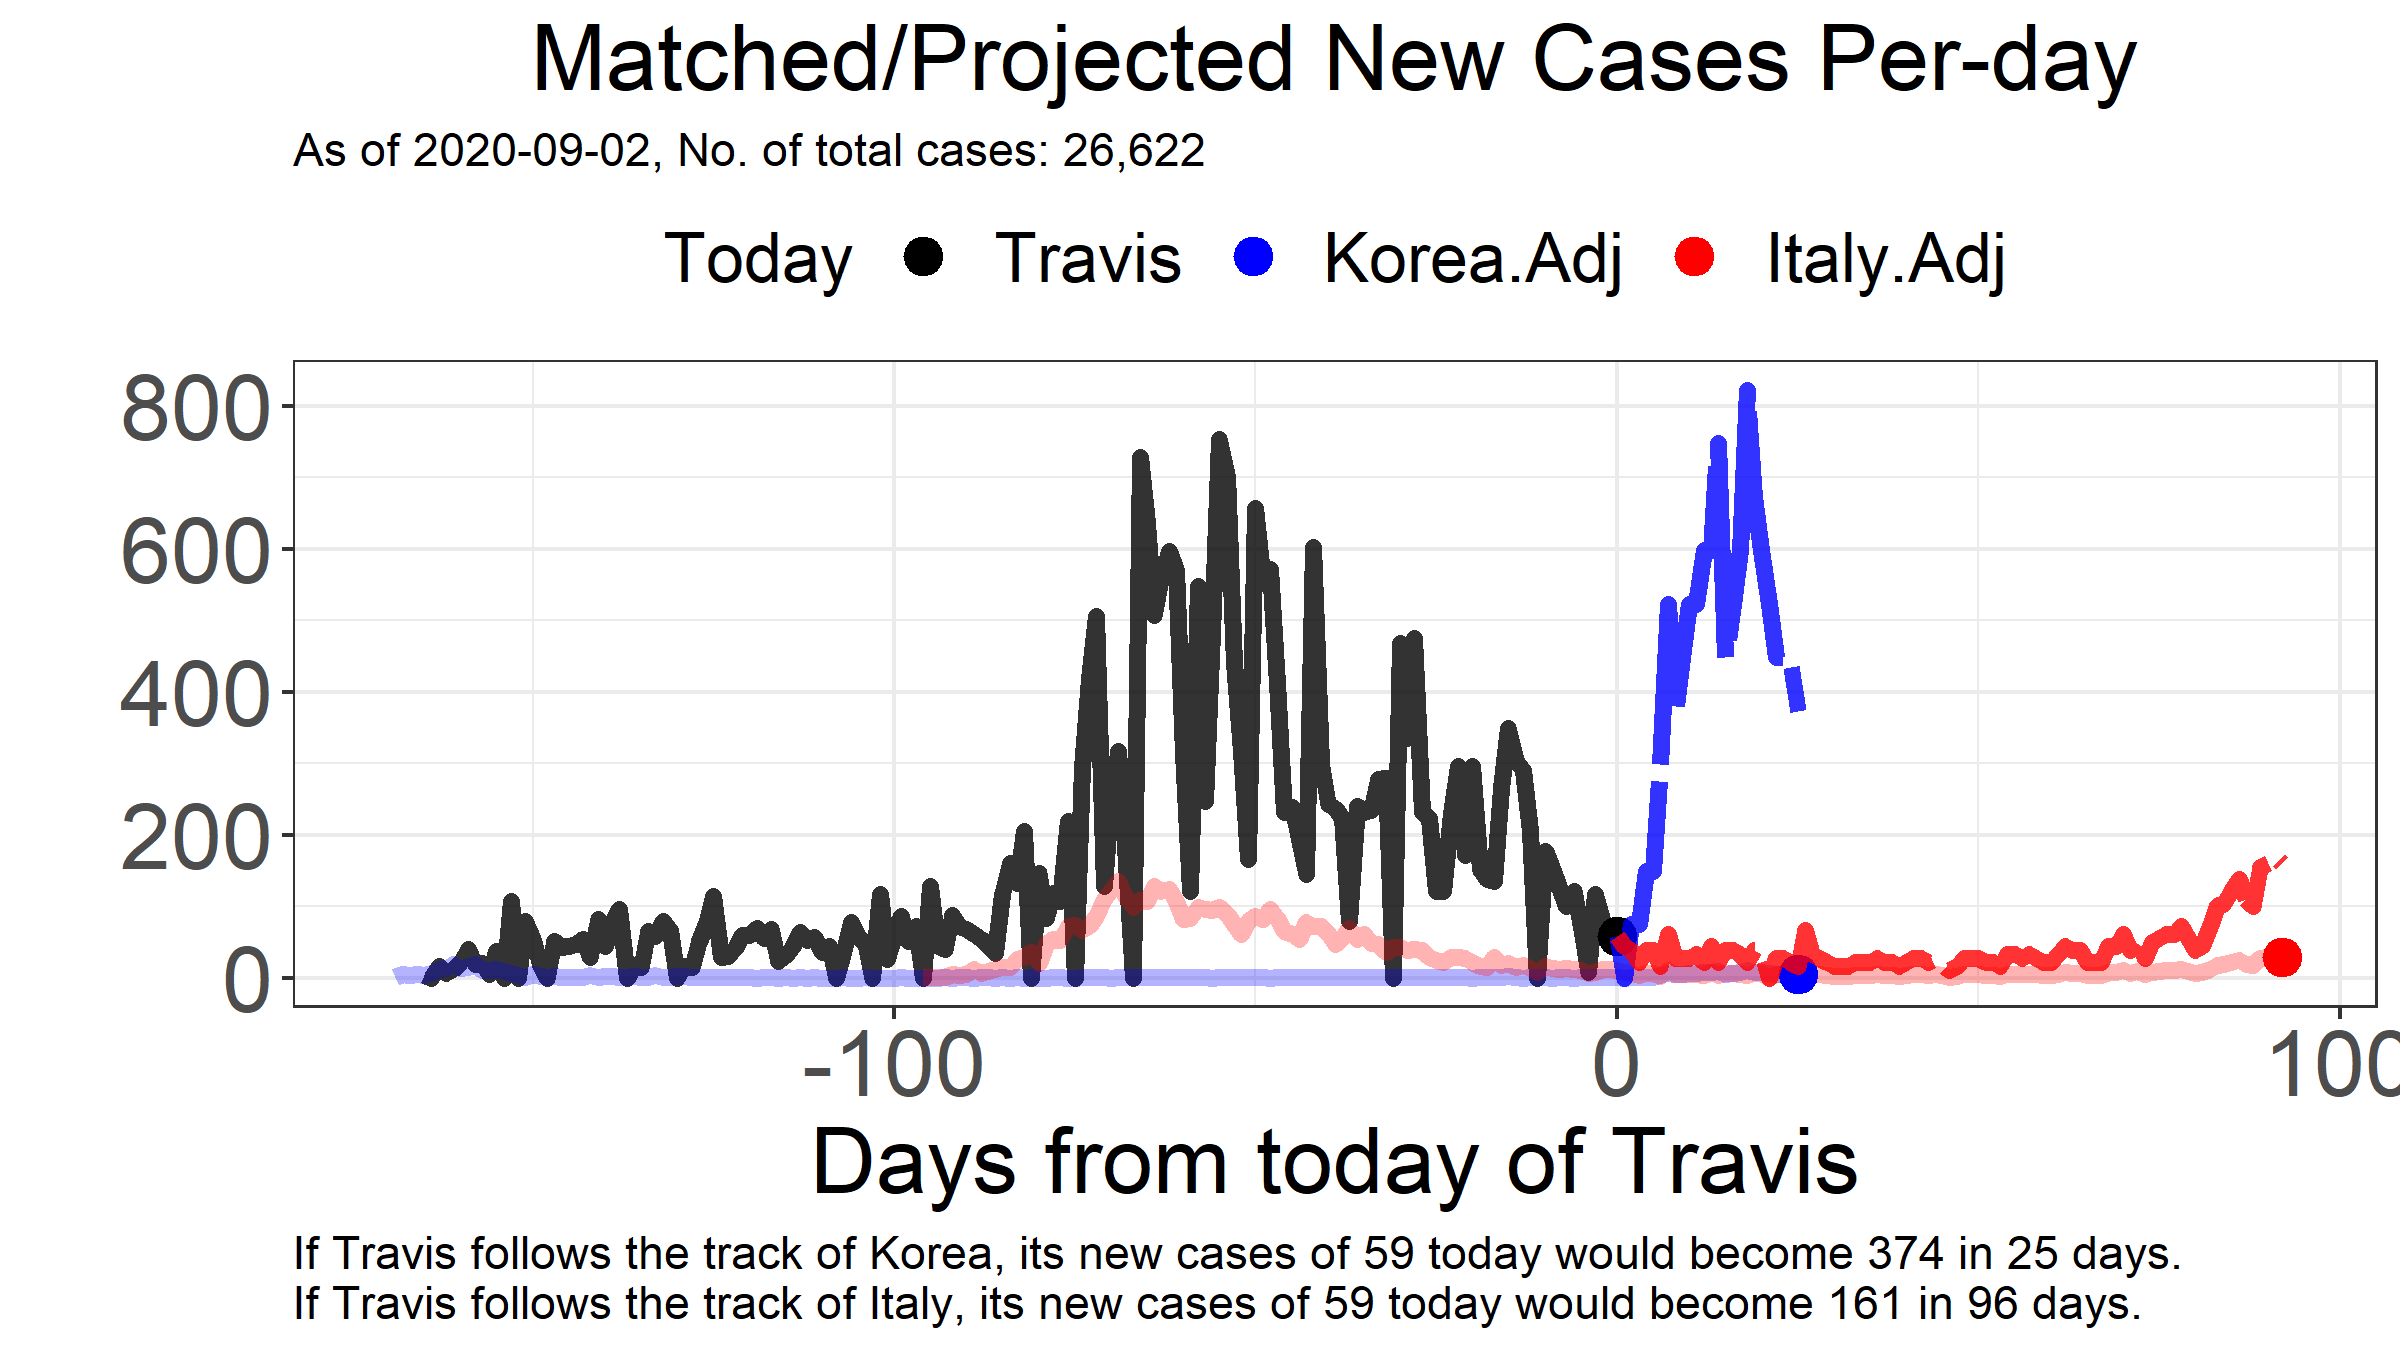 Matched/Projected New Cases Per-day
As of 2020-09-02, No. of total cases: 26,622
Today Travis Korea.Adj Italy.Adj
800
600
400
200
0
-100 0 100
Days from today of Travis
If Travis follows the track of Korea, its new cases of 59 today would become 374 in 25 days.
If Travis follows the track of Italy, its new cases of 59 today would become 161 in 96 days.